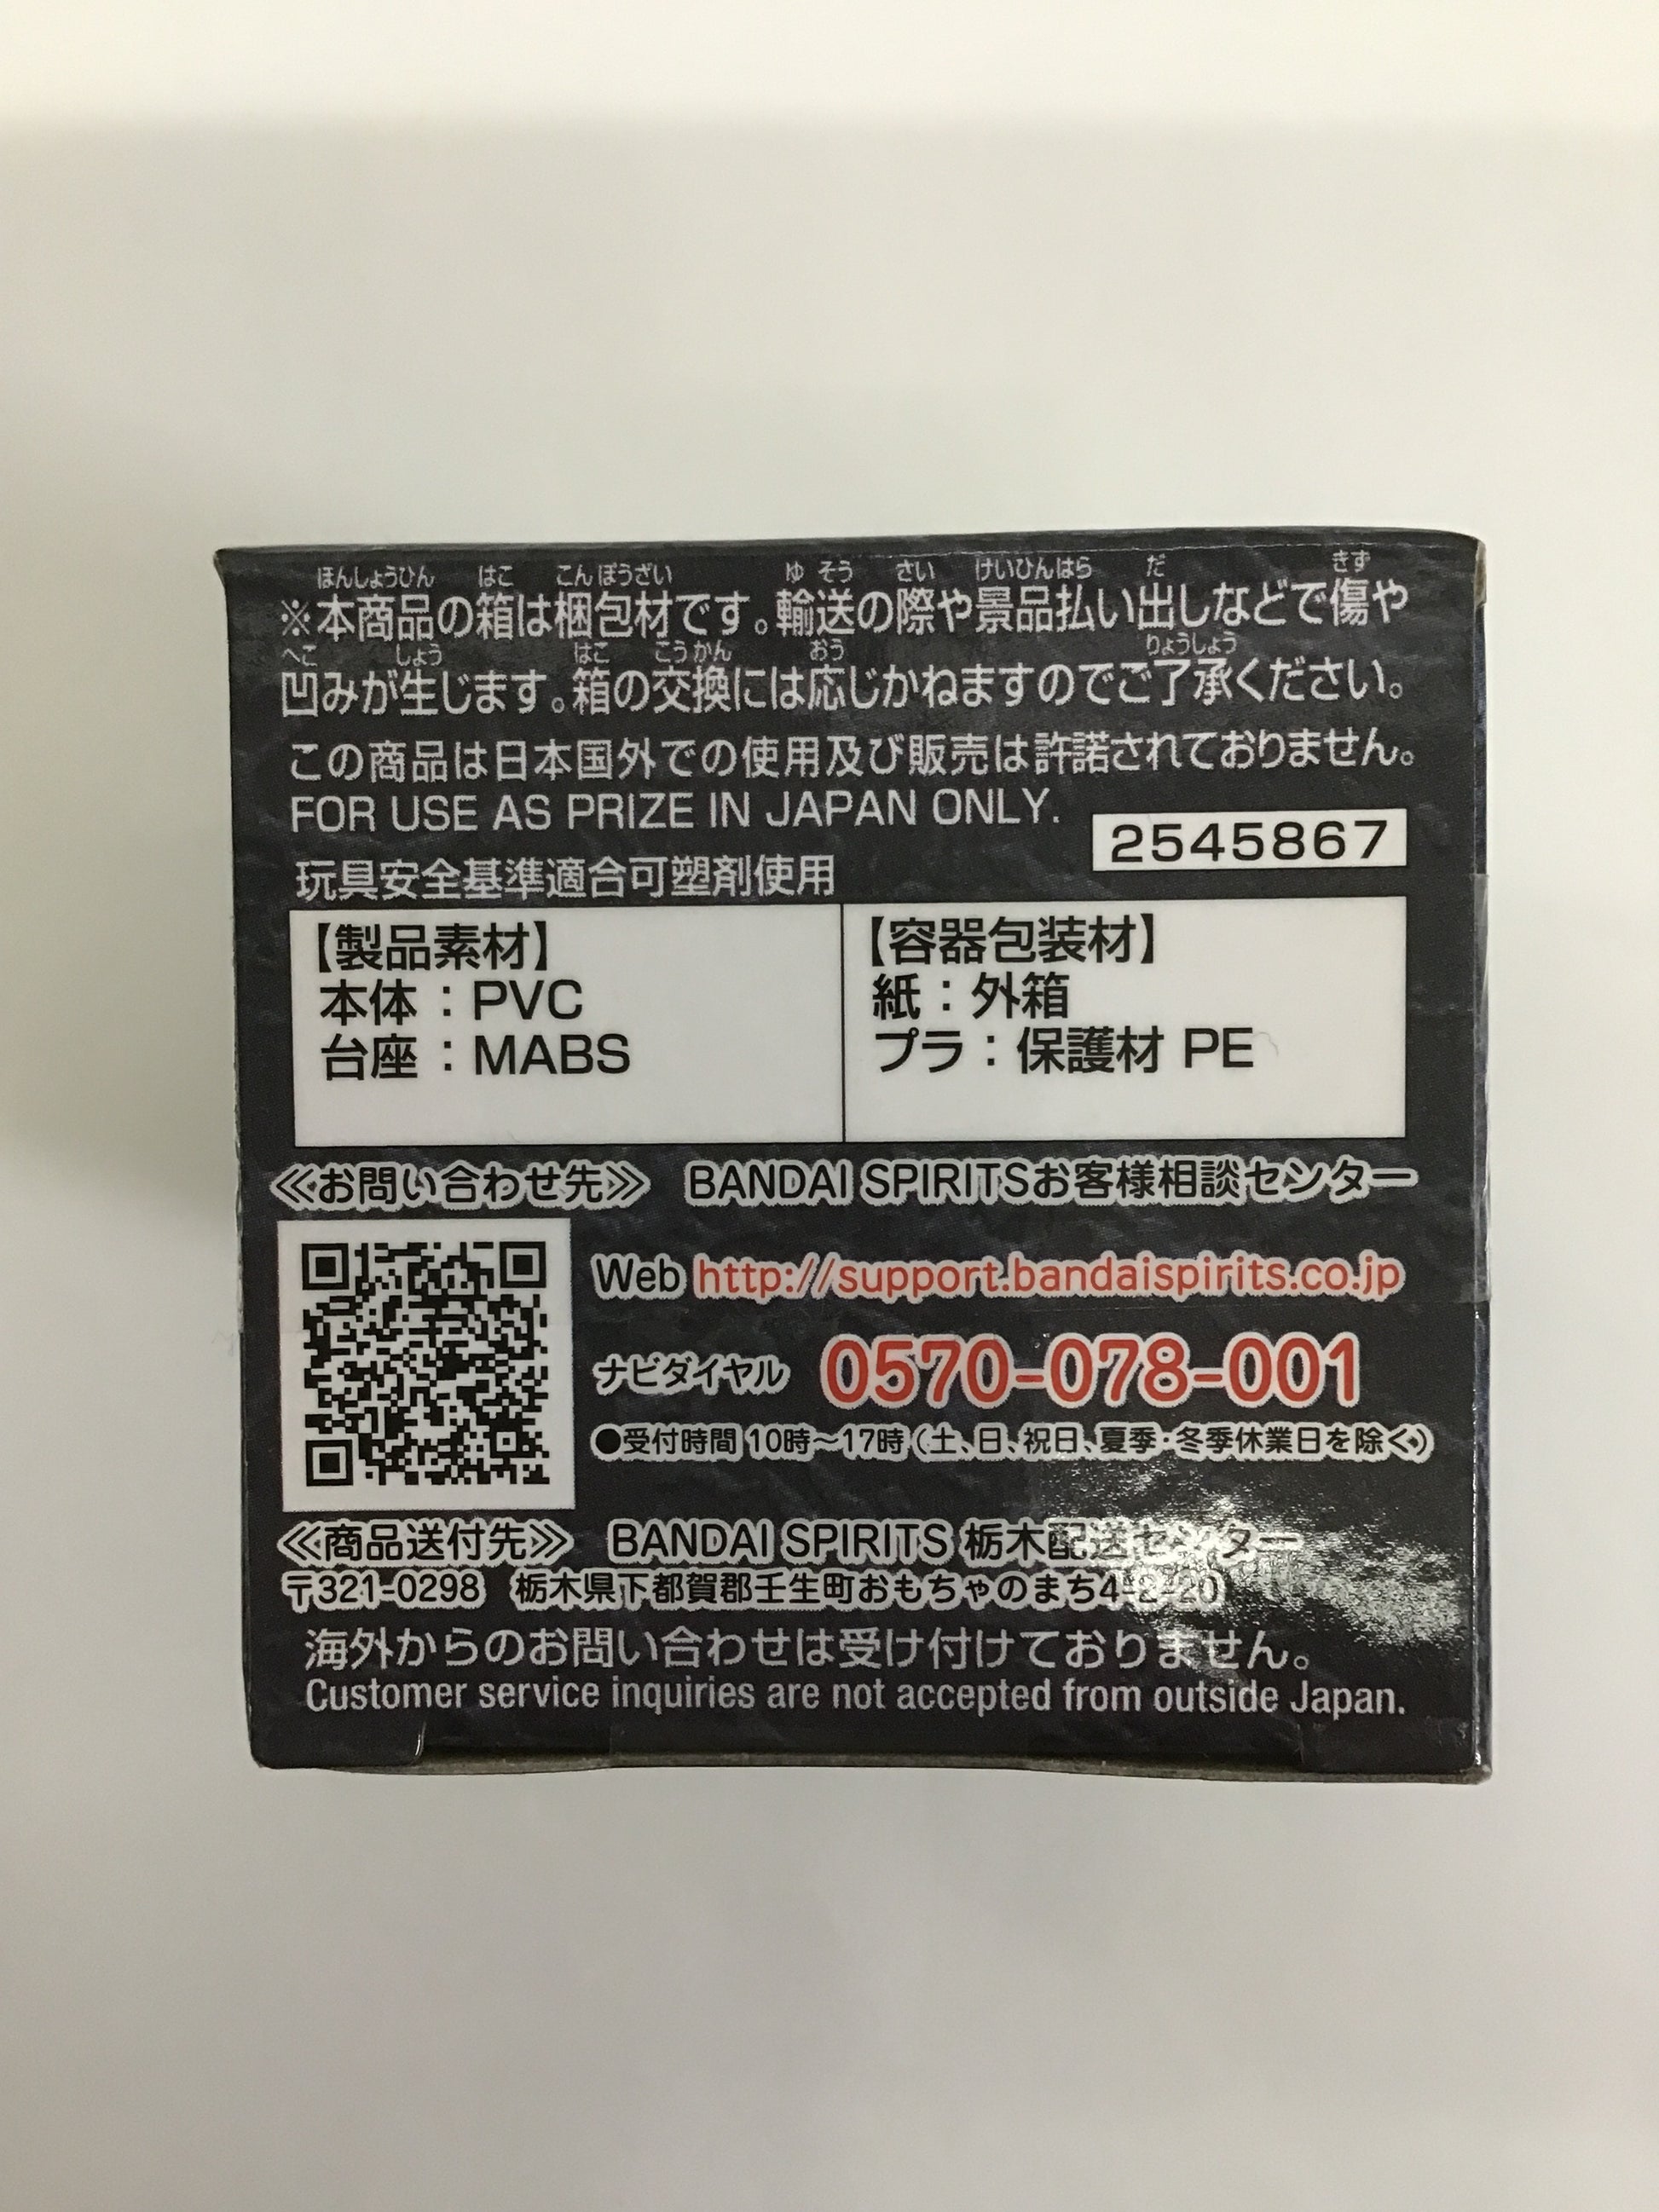 ほんしょうひん はこ こん ぽうざい ゆ そう さい けいひんはら だ きず
※本商品の箱は梱包材です。輸送の際や景品払い出しなどで傷や
へこ しょう はこ こうかん おう りょうしょう
凹みが生じます。箱の交換には応じかねますのでご了承ください。
この商品は日本国外での使用及び販売は許諾されておりません。
FOR USE AS PRIZE IN JAPAN ONLY.
2545867
玩具安全基準適合可塑剤使用
【製品素材】
本体：PVC
台座：MABS
【容器包装材】
紙：外箱
プラ：保護材 PE
≪お問い合わせ先≫ BANDAI SPIRITSお客様相談センター
Web http://support.bandaispirits.co.jp
ナビダイヤル 0570-078-001
●受付時間 10時～17時（土、日、祝日、夏季・冬季休業日を除く）
≪商品送付先≫ BANDAI SPIRITS 栃木配送センター
〒321-0298 栃木県下都賀郡壬生町おもちゃのまち4-2-20
海外からのお問い合わせは受け付けておりません。
Customer service inquiries are not accepted from outside Japan.